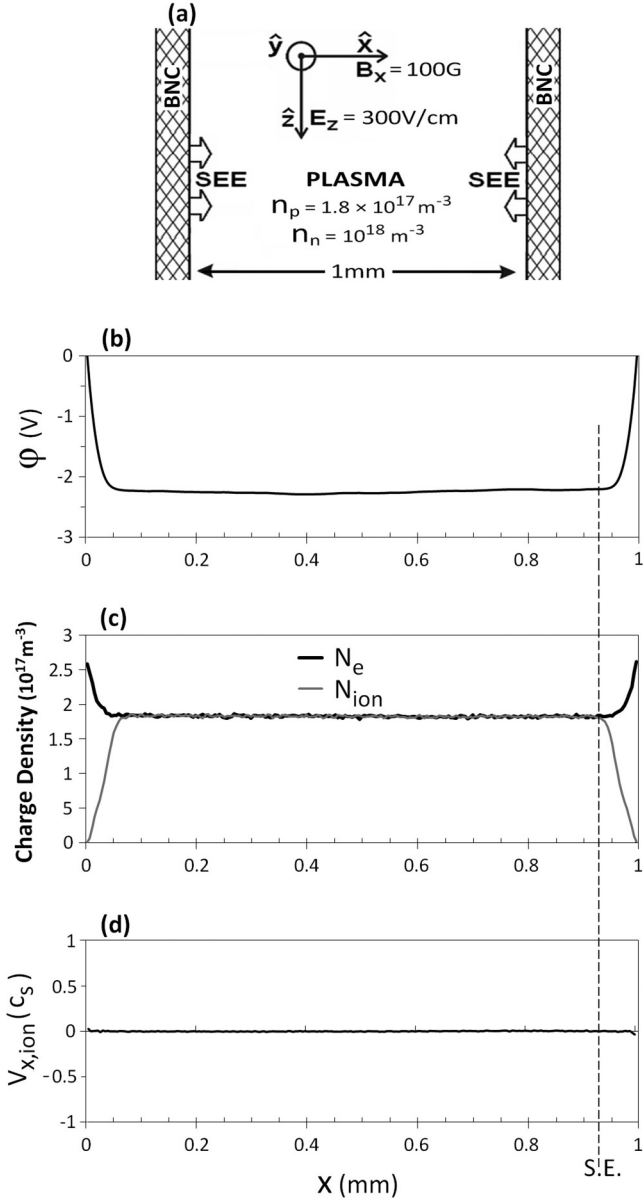 (a)
BNC
BNC
ŷ
x̂
Bx = 100G
ẑ
Ez = 300V/cm
SEE
PLASMA
SEE
np = 1.8 × 10^17 m^-3
nn = 10^18 m^-3
1mm
(b)
φ (V)
0
-1
-2
-3
0 0.2 0.4 0.6 0.8 1
(c)
Charge Density (10^17 m^-3)
3
2.5
2
1.5
1
5
0
Ne
Nion
0 0.2 0.4 0.6 0.8 1
(d)
Vx,ion (cs)
1
0.5
0
-0.5
-1
0 0.2 0.4 0.6 0.8 1
S.E.
X (mm)